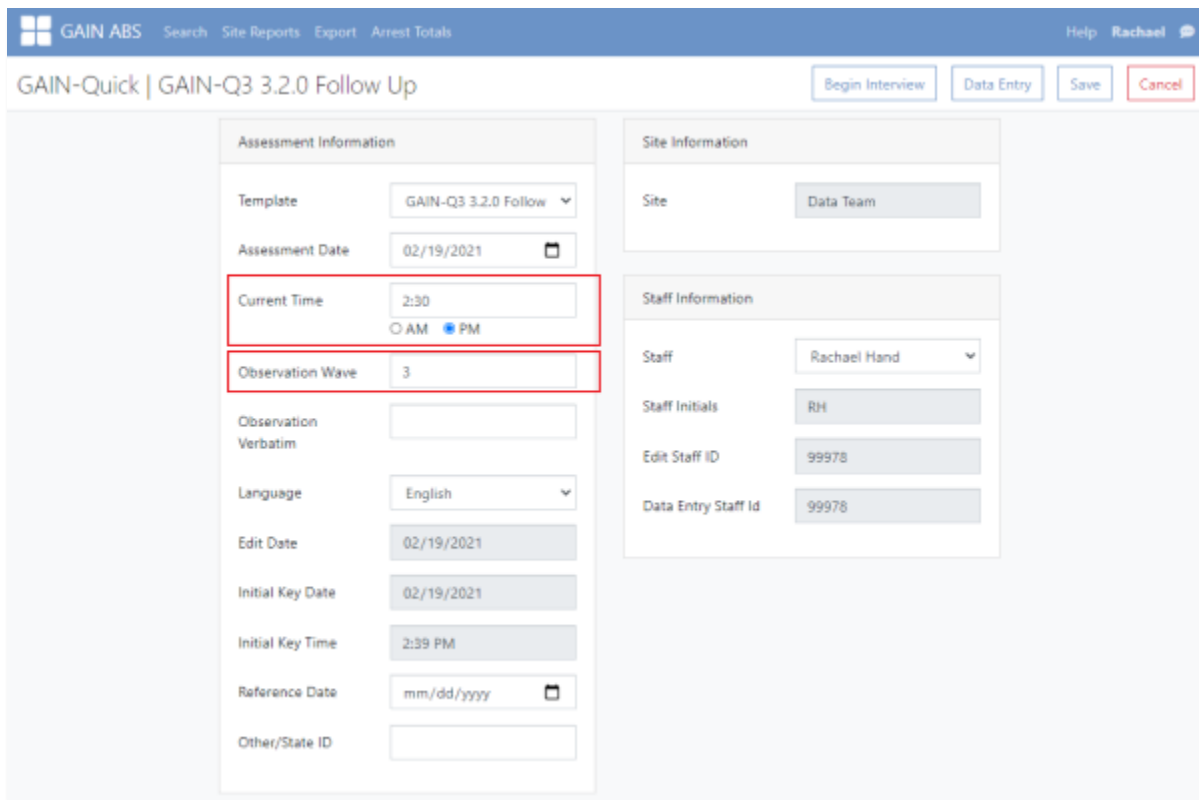 GAIN ABS Search Site Reports Export Arrest Totals Help Rachael
GAIN-Quick | GAIN-Q3 3.2.0 Follow Up Begin Interview Data Entry Save Cancel
Assessment Information
Template GAIN-Q3 3.2.0 Follow
Assessment Date 02/19/2021
Current Time 2:30
AM PM
Observation Wave 3
Observation
Verbatim
Language English
Edit Date 02/19/2021
Initial Key Date 02/19/2021
Initial Key Time 2:39 PM
Reference Date mm/dd/yyyy
Other/State ID
Site Information
Site Data Team
Staff Information
Staff Rachael Hand
Staff Initials RH
Edit Staff ID 99978
Data Entry Staff Id 99978